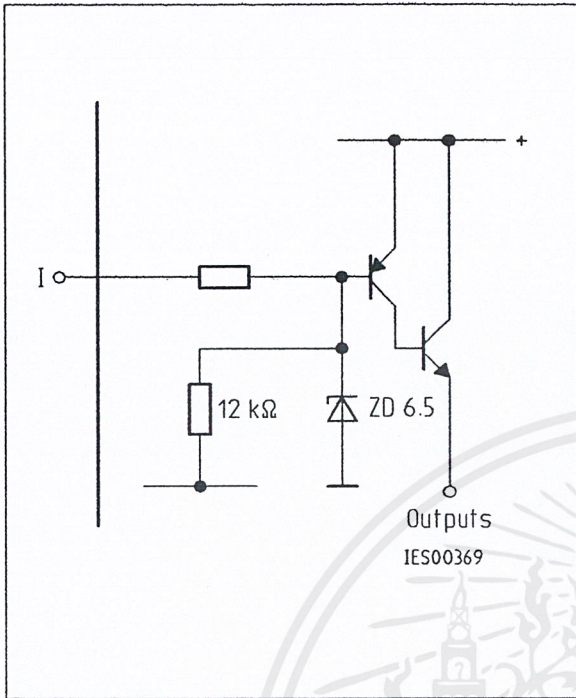 +
I
12 kΩ
ZD 6.5
Outputs
IES00369
?